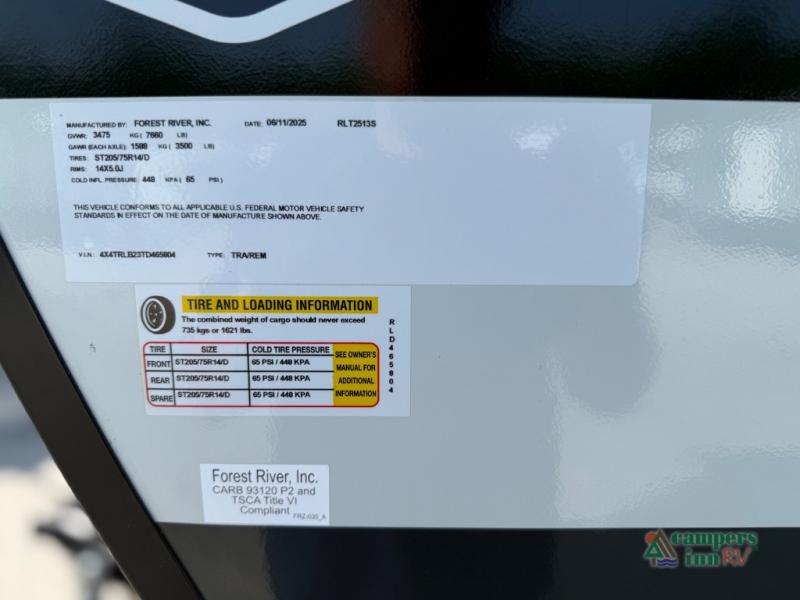 MANUFACTURED BY: FOREST RIVER, INC. DATE: 06/11/2025 RLT2513S
GVWR: 3475 KG ( 7660 LB)
GAWR (EACH AXLE): 1588 KG ( 3500 LB)
TIRES: ST205/75R14/D
RIMS: 14X5.0J
COLD INFL. PRESSURE: 448 KPA ( 65 PSI )
THIS VEHICLE CONFORMS TO ALL APPLICABLE U.S. FEDERAL MOTOR VEHICLE SAFETY
STANDARDS IN EFFECT ON THE DATE OF MANUFACTURE SHOWN ABOVE.
V.I.N.: 4X4TRLB23TD465804 TYPE: TRA/REM
TIRE AND LOADING INFORMATION
The combined weight of cargo should never exceed
735 kgs or 1621 lbs.
TIRE SIZE COLD TIRE PRESSURE
FRONT ST205/75R14/D 65 PSI / 448 KPA
REAR ST205/75R14/D 65 PSI / 448 KPA
SPARE ST205/75R14/D 65 PSI / 448 KPA
SEE OWNER'S
MANUAL FOR
ADDITIONAL
INFORMATION
RLD465804
Forest River, Inc.
CARB 93120 P2 and
TSCA Title VI
Compliant
FRZ-035_A
campers
inn RV